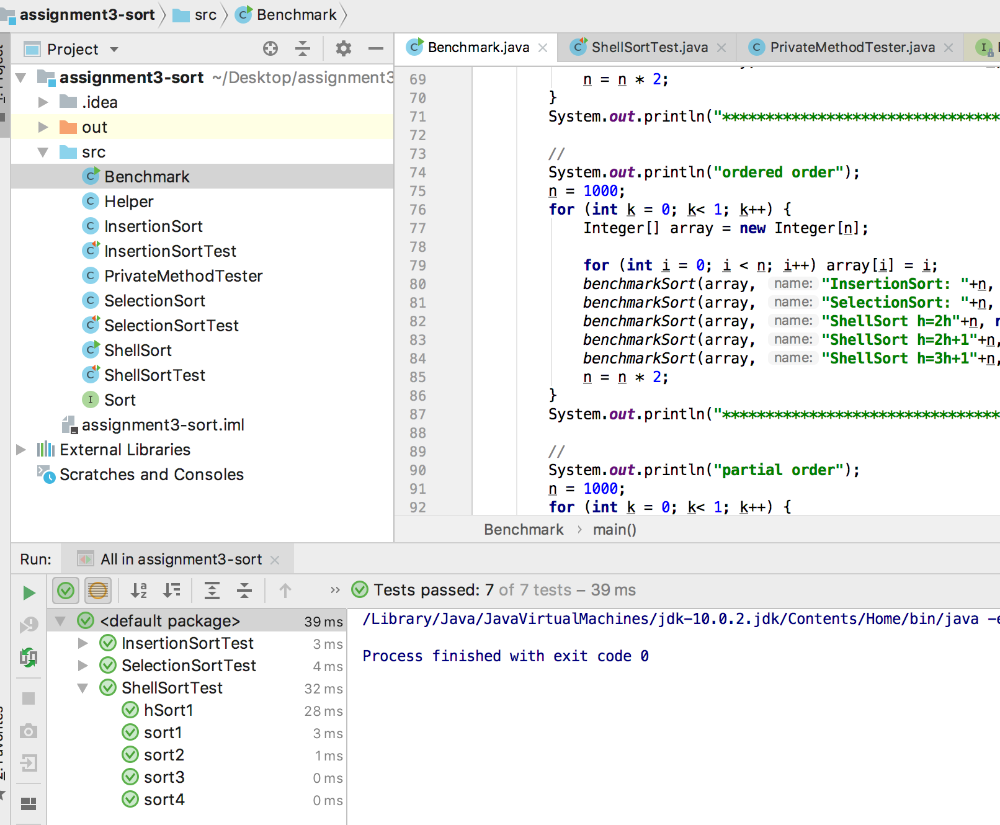 assignment3-sort src Benchmark
Project
Benchmark.java ShellSortTest.java PrivateMethodTester.java
assignment3-sort ~/Desktop/assignment3
.idea
out
src
Benchmark
Helper
InsertionSort
InsertionSortTest
PrivateMethodTester
SelectionSort
SelectionSortTest
ShellSort
ShellSortTest
Sort
assignment3-sort.iml
External Libraries
Scratches and Consoles
69 n = n * 2;
70 }
71 System.out.println("********************************
72
73 //
74 System.out.println("ordered order");
75 n = 1000;
76 for (int k = 0; k< 1; k++) {
77 Integer[] array = new Integer[n];
78
79 for (int i = 0; i < n; i++) array[i] = i;
80 benchmarkSort(array, name: "InsertionSort: "+n,
81 benchmarkSort(array, name: "SelectionSort: "+n,
82 benchmarkSort(array, name: "ShellSort h=2h"+n,
83 benchmarkSort(array, name: "ShellSort h=2h+1"+n,
84 benchmarkSort(array, name: "ShellSort h=3h+1"+n,
85 n = n * 2;
86 }
87 System.out.println("********************************
88
89 //
90 System.out.println("partial order");
91 n = 1000;
92 for (int k = 0; k< 1; k++) {
Benchmark › main()
Run: All in assignment3-sort
» Tests passed: 7 of 7 tests – 39 ms
<default package> 39 ms
InsertionSortTest 3 ms
SelectionSortTest 4 ms
ShellSortTest 32 ms
hSort1 28 ms
sort1 3 ms
sort2 1 ms
sort3 0 ms
sort4 0 ms
/Library/Java/JavaVirtualMachines/jdk-10.0.2.jdk/Contents/Home/bin/java -e
Process finished with exit code 0